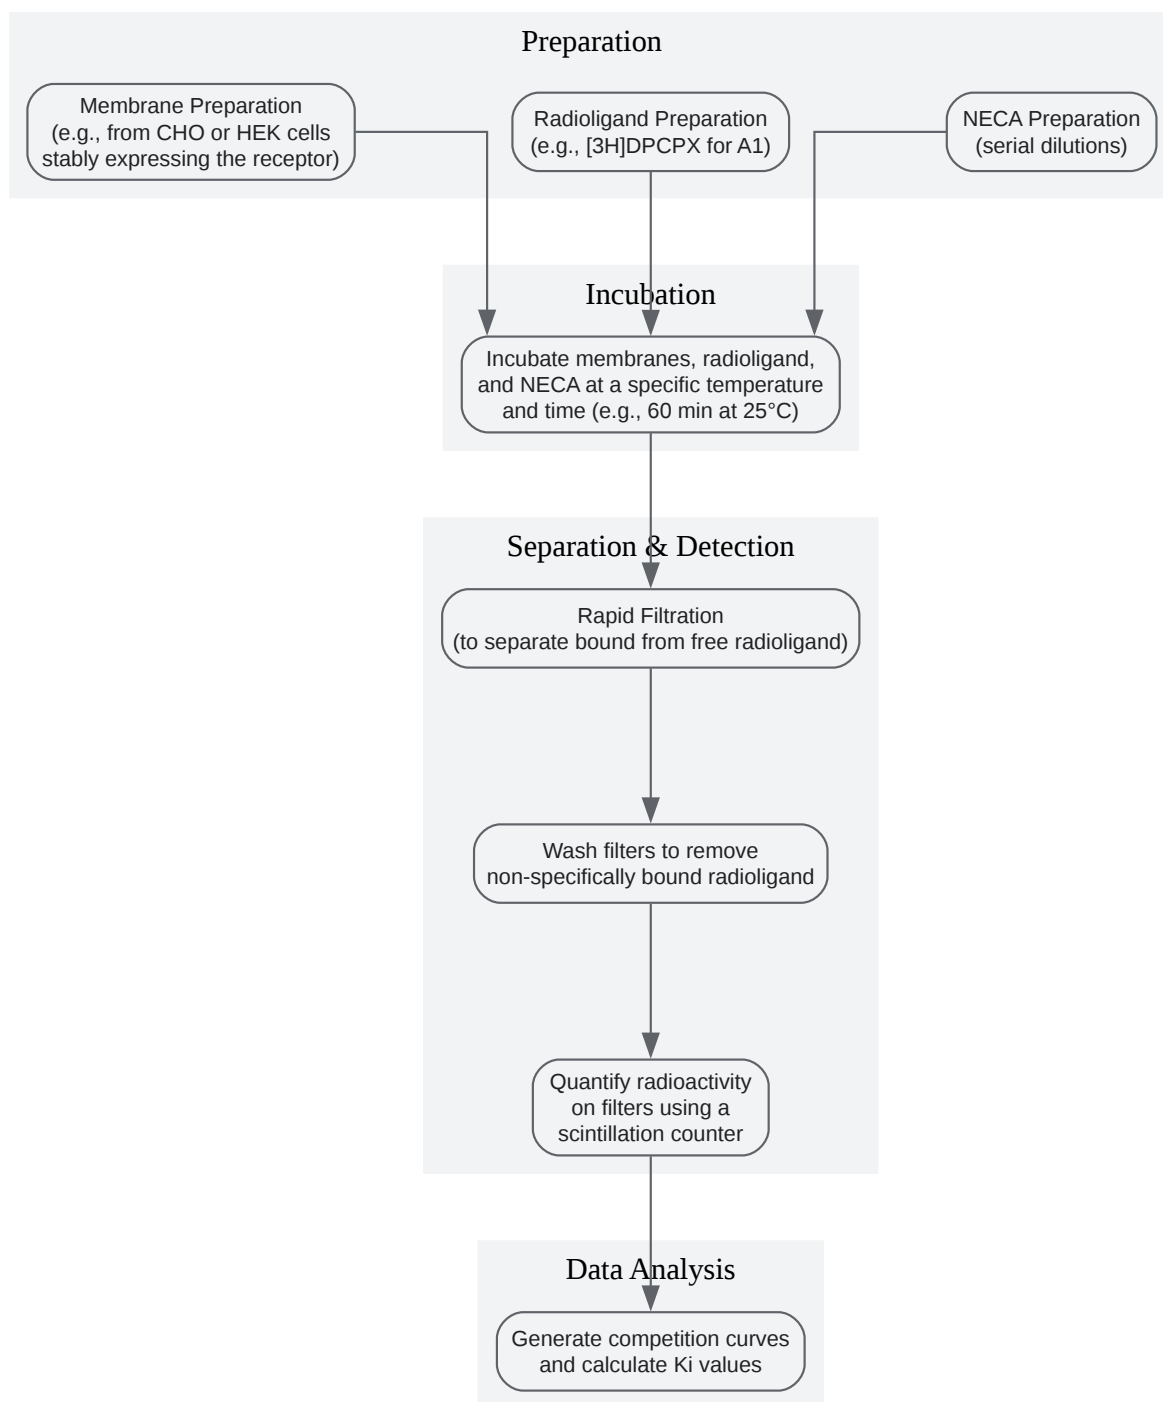 Preparation
Membrane Preparation
(e.g., from CHO or HEK cells
stably expressing the receptor)
Radioligand Preparation
(e.g., [3H]DPCPX for A1)
NECA Preparation
(serial dilutions)
Incubation
Incubate membranes, radioligand,
and NECA at a specific temperature
and time (e.g., 60 min at 25°C)
Separation & Detection
Rapid Filtration
(to separate bound from free radioligand)
Wash filters to remove
non-specifically bound radioligand
Quantify radioactivity
on filters using a
scintillation counter
Data Analysis
Generate competition curves
and calculate Ki values